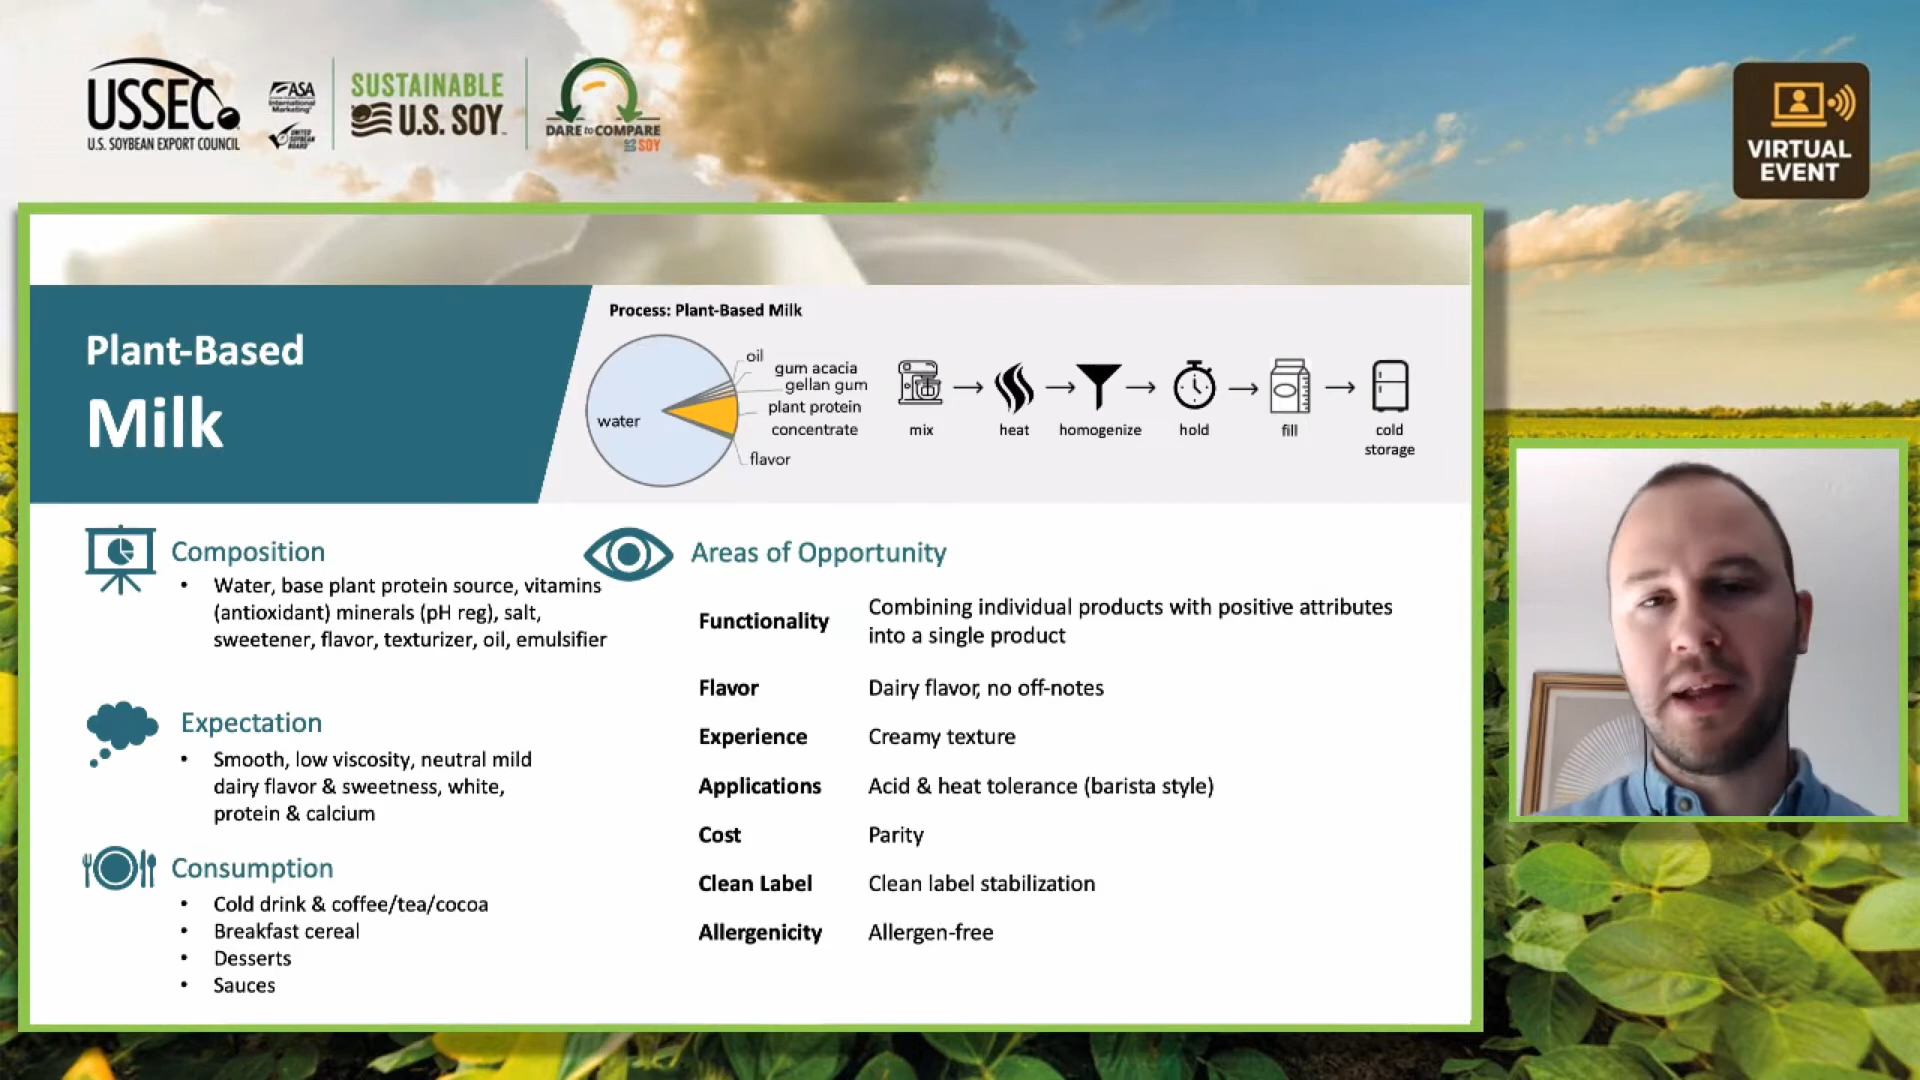 USSEC
U.S. SOYBEAN EXPORT COUNCIL
ASA
International
Marketing
UNITED
SOYBEAN
BOARD
SUSTAINABLE
U.S. SOY
DARE to COMPARE
US SOY
VIRTUAL
EVENT
Plant-Based
Milk
Process: Plant-Based Milk
water
oil
gum acacia
gellan gum
plant protein
concentrate
flavor
mix
heat
homogenize
hold
fill
cold
storage
Composition
• Water, base plant protein source, vitamins
(antioxidant) minerals (pH reg), salt,
sweetener, flavor, texturizer, oil, emulsifier
Expectation
• Smooth, low viscosity, neutral mild
dairy flavor & sweetness, white,
protein & calcium
Consumption
• Cold drink & coffee/tea/cocoa
• Breakfast cereal
• Desserts
• Sauces
Areas of Opportunity
Functionality Combining individual products with positive attributes
into a single product
Flavor Dairy flavor, no off-notes
Experience Creamy texture
Applications Acid & heat tolerance (barista style)
Cost Parity
Clean Label Clean label stabilization
Allergenicity Allergen-free